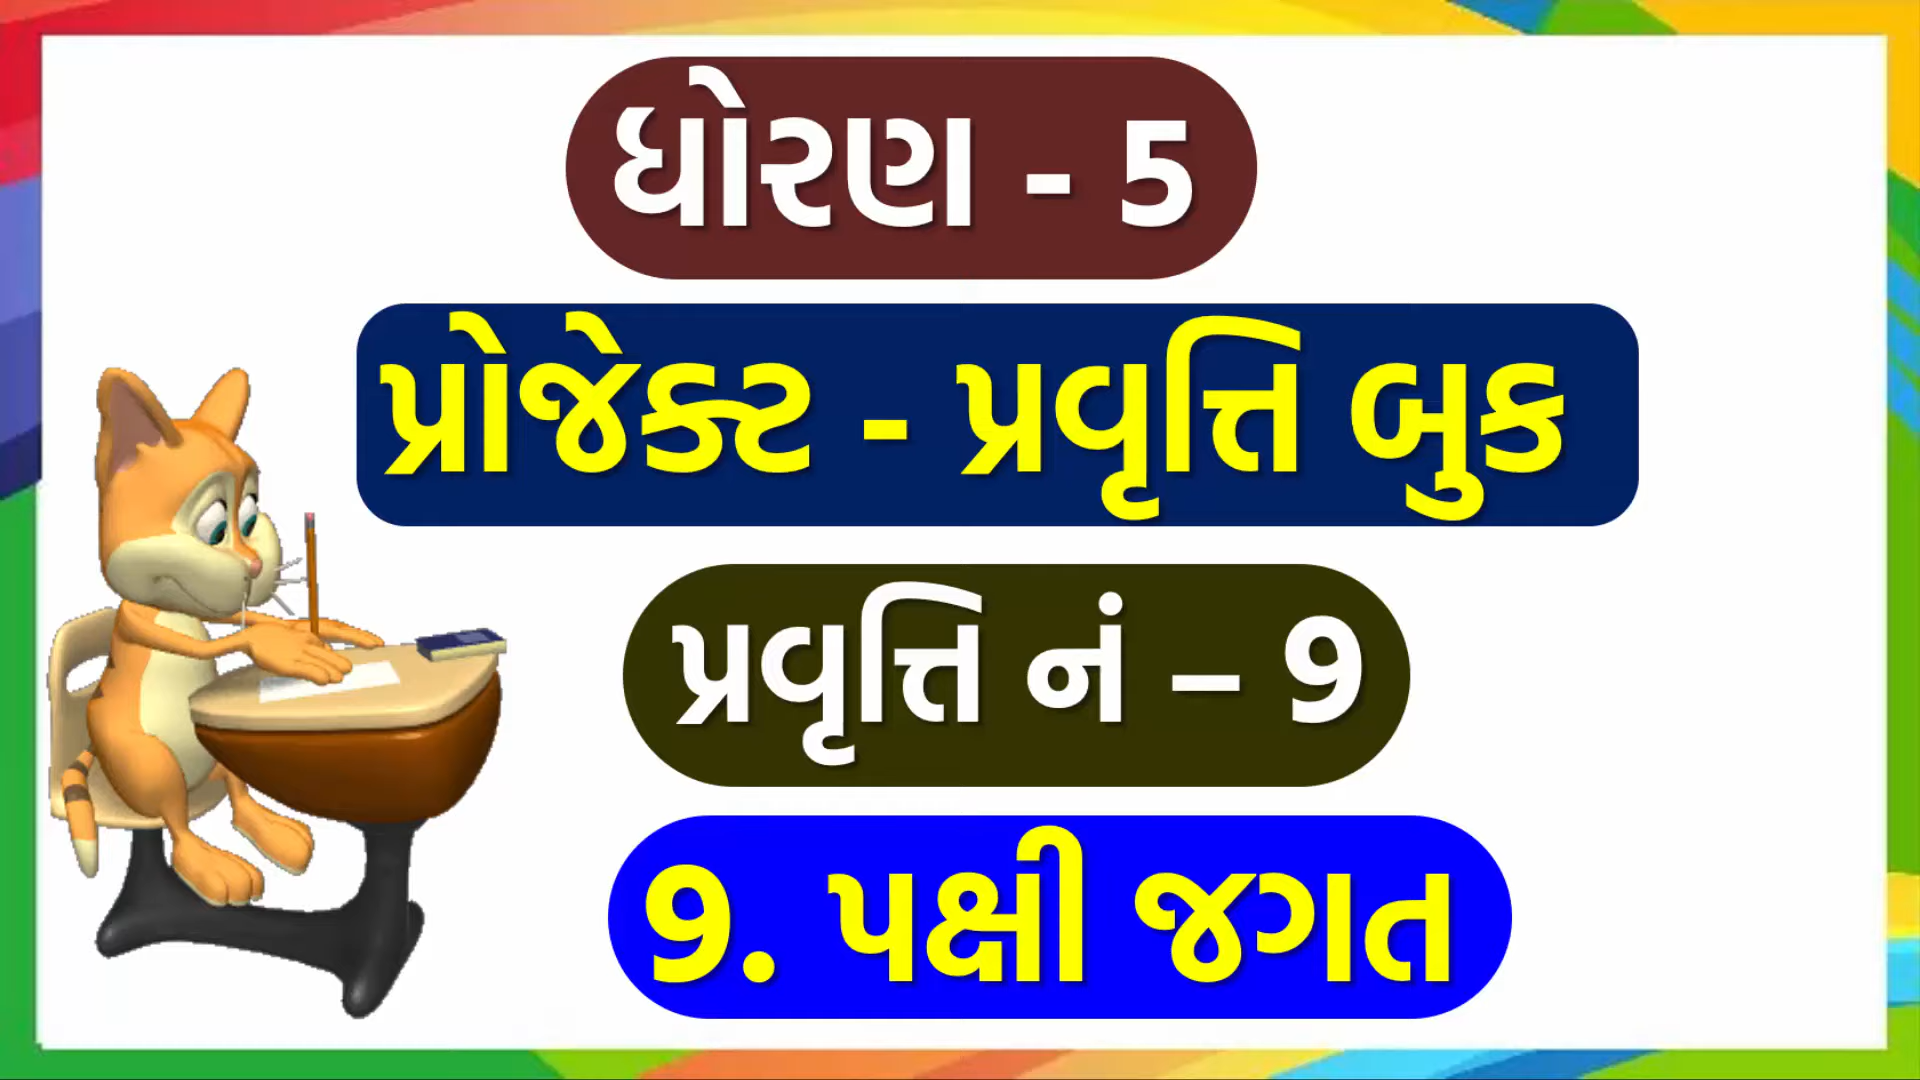 ધોરણ - 5
પ્રોજેક્ટ - પ્રવૃત્તિ બુક
પ્રવૃત્તિ નં – 9
9. પક્ષી જગત